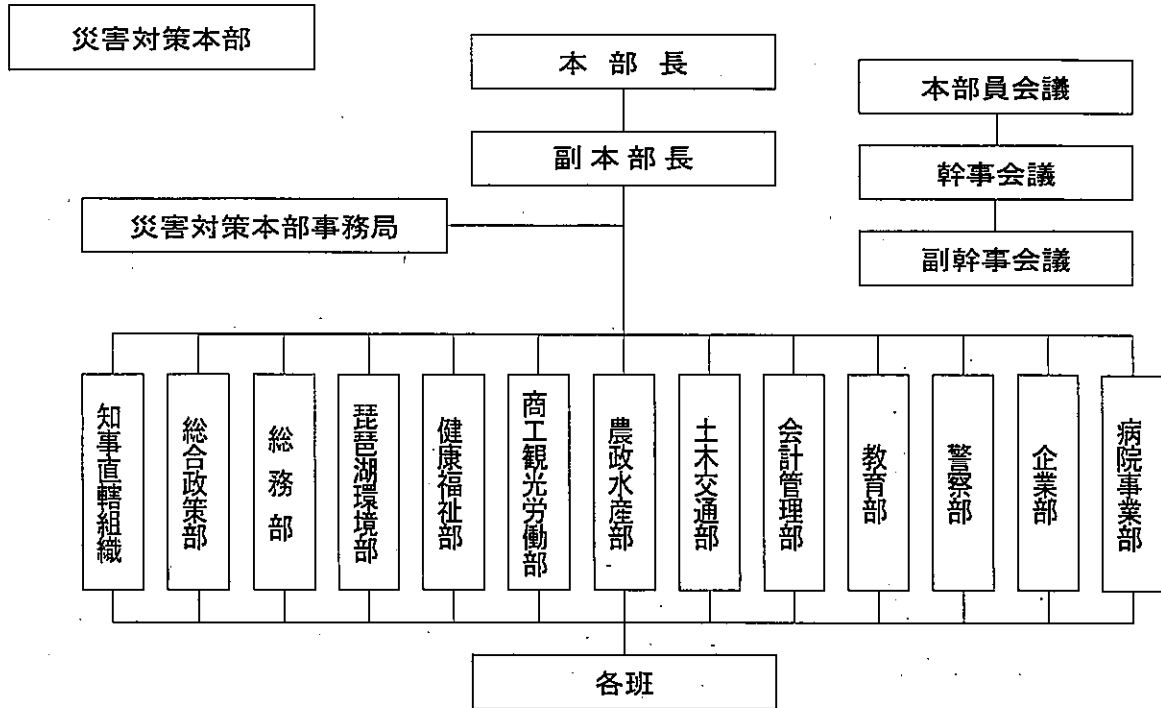 災害対策本部
本部長
副本部長
災害対策本部事務局
本部員会議
幹事会議
副幹事会議
知事直轄組織
総合政策部
総務部
琵琶湖環境部
健康福祉部
商工観光労働部
農政水産部
土木交通部
会計管理部
教育部
警察部
企業部
病院事業部
各班